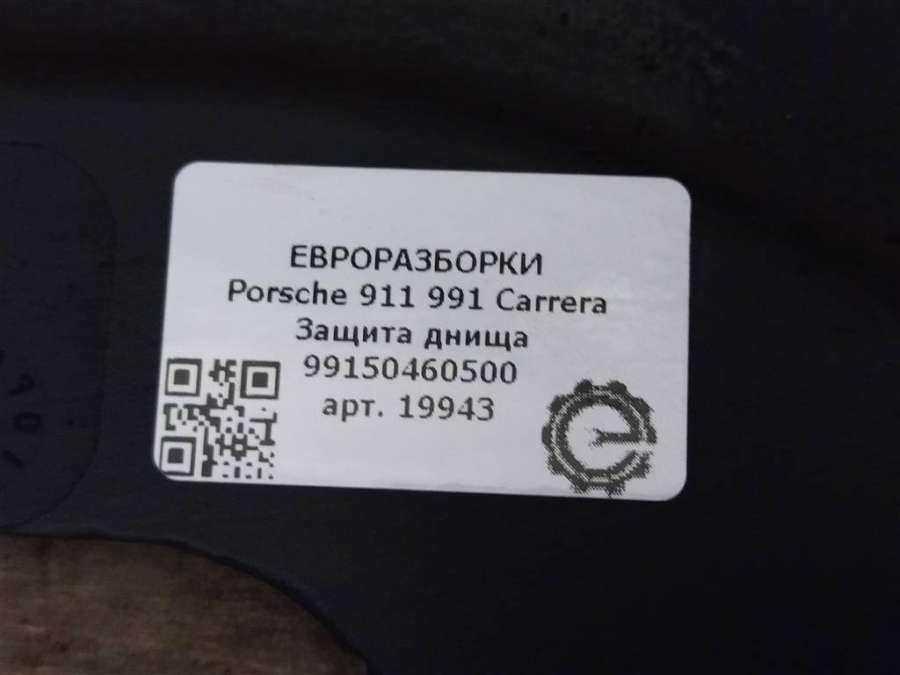 ЕВРОРАЗБОРКИ
Porsche 911 991 Carrera
Защита днища
99150460500
арт. 19943